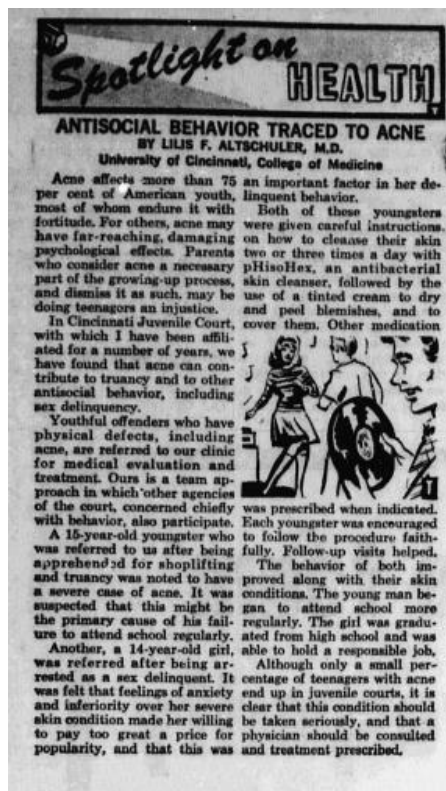 Spotlight on
HEALTH
ANTISOCIAL BEHAVIOR TRACED TO ACNE
BY LILIS F. ALTSCHULER, M.D.
University of Cincinnati, College of Medicine
Acne affects more than 75
per cent of American youth,
most of whom endure it with
fortitude. For others, acne may
have far-reaching, damaging
psychological effects. Parents
who consider acne a necessary
part of the growing-up process,
and dismiss it as such, may be
doing teenagers an injustice.
In Cincinnati Juvenile Court,
with which I have been affili-
ated for a number of years, we
have found that acne can con-
tribute to truancy and to other
antisocial behavior, including
sex delinquency.
Youthful offenders who have
physical defects, including
acne, are referred to our clinic
for medical evaluation and
treatment. Ours is a team ap-
proach in which other agencies
of the court, concerned chiefly
with behavior, also participate.
A 15-year-old youngster who
was referred to us after being
apprehended for shoplifting
and truancy was noted to have
a severe case of acne. It was
suspected that this might be
the primary cause of his fail-
ure to attend school regularly.
Another, a 14-year-old girl,
was referred after being ar-
rested as a sex delinquent. It
was felt that feelings of anxiety
and inferiority over her severe
skin condition made her willing
to pay too great a price for
popularity, and that this was
an important factor in her de-
linquent behavior.
Both of these youngsters
were given careful instructions
on how to cleanse their skin
two or three times a day with
pHisoHex, an antibacterial
skin cleanser, followed by the
use of a tinted cream to dry
and peel blemishes, and to
cover them. Other medication
was prescribed when indicated.
Each youngster was encouraged
to follow the procedure faith-
fully. Follow-up visits helped.
The behavior of both im-
proved along with their skin
conditions. The young man be-
gan to attend school more
regularly. The girl was gradu-
ated from high school and was
able to hold a responsible job.
Although only a small per-
centage of teenagers with acne
end up in juvenile courts, it is
clear that this condition should
be taken seriously, and that a
physician should be consulted
and treatment prescribed.